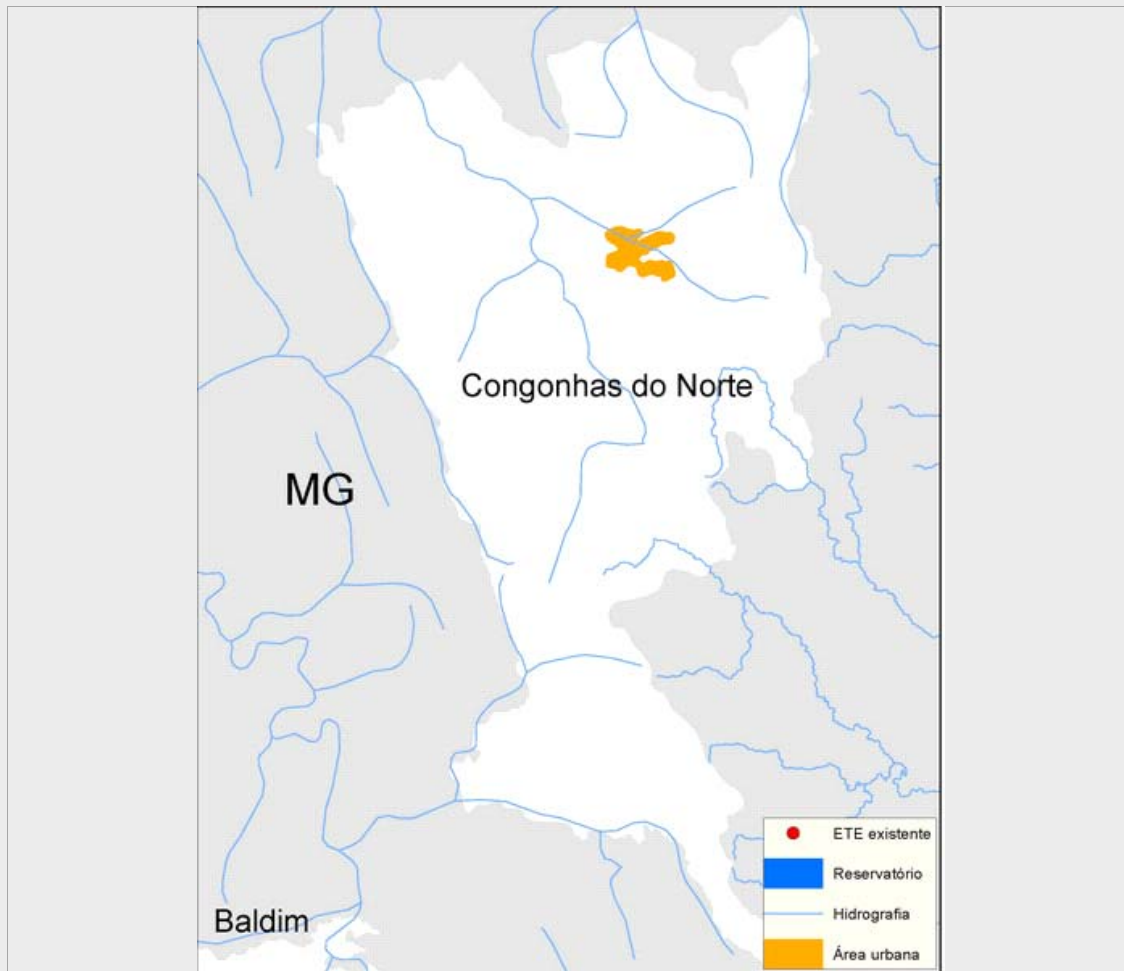 Congonhas do Norte
MG
Baldim
ETE existente
Reservatório
Hidrografia
Área urbana